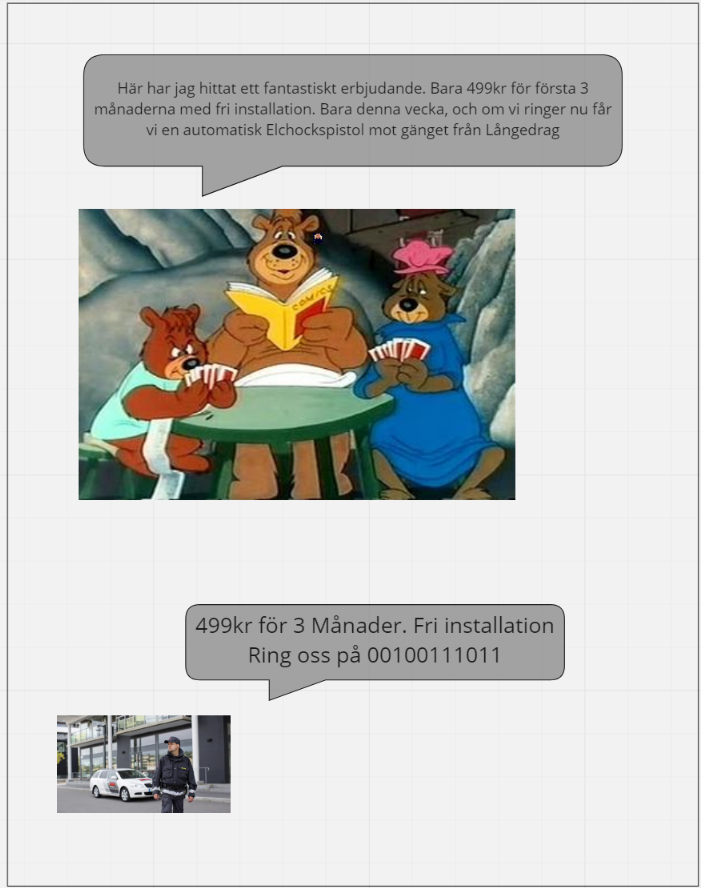 Här har jag hittat ett fantastiskt erbjudande. Bara 499kr för första 3
månaderna med fri installation. Bara denna vecka, och om vi ringer nu får
vi en automatisk Elchockspistol mot gänget från Långedrag
COMICS
499kr för 3 Månader. Fri installation
Ring oss på 00100111011